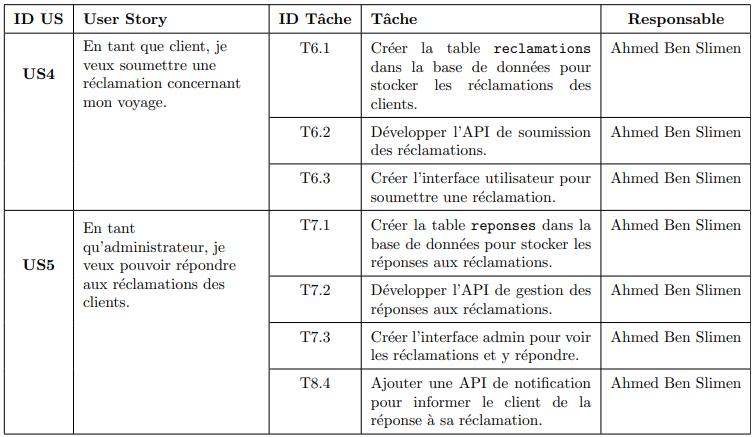 ID US User Story ID Tâche Tâche Responsable
US4
En tant que client, je
veux soumettre une
réclamation concernant
mon voyage.
T6.1
Créer la table reclamations
dans la base de données pour
stocker les réclamations des
clients.
Ahmed Ben Slimen
T6.2
Développer l'API de soumission
des réclamations.
Ahmed Ben Slimen
T6.3
Créer l'interface utilisateur pour
soumettre une réclamation.
Ahmed Ben Slimen
US5
En tant
qu'administrateur, je
veux pouvoir répondre
aux réclamations des
clients.
T7.1
Créer la table reponses dans la
base de données pour stocker les
réponses aux réclamations.
Ahmed Ben Slimen
T7.2
Développer l'API de gestion des
réponses aux réclamations.
Ahmed Ben Slimen
T7.3
Créer l'interface admin pour voir
les réclamations et y répondre.
Ahmed Ben Slimen
T8.4
Ajouter une API de notification
pour informer le client de la
réponse à sa réclamation.
Ahmed Ben Slimen